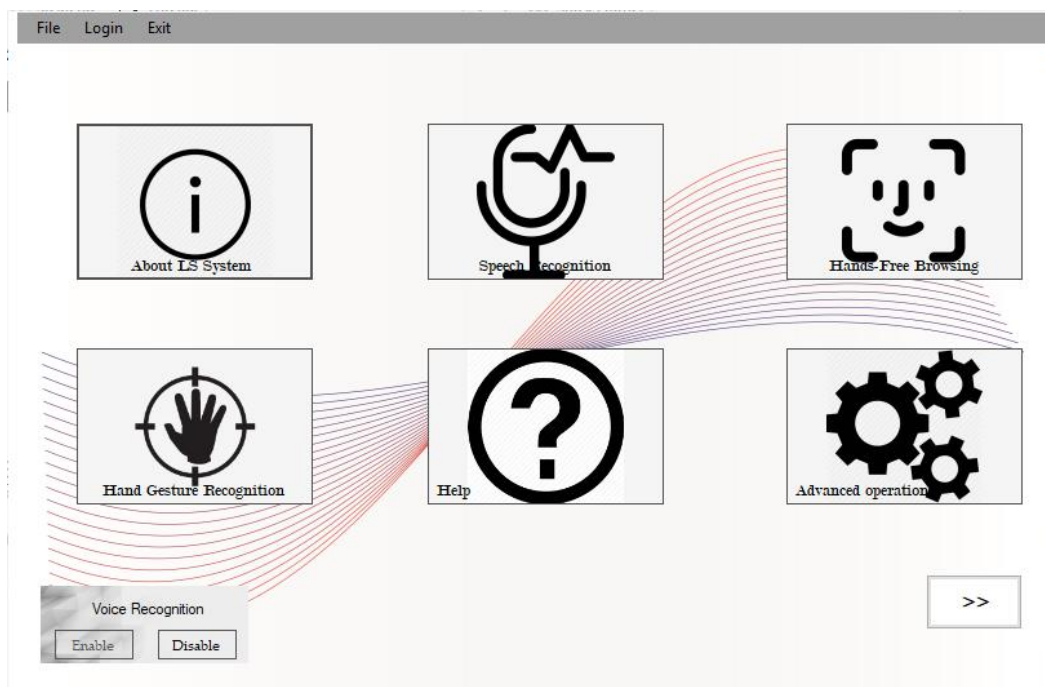 File Login Exit
About LS System
Speech Recognition
Hands-Free Browsing
Hand Gesture Recognition
Help
Advanced operation
>>
Voice Recognition
Enable Disable